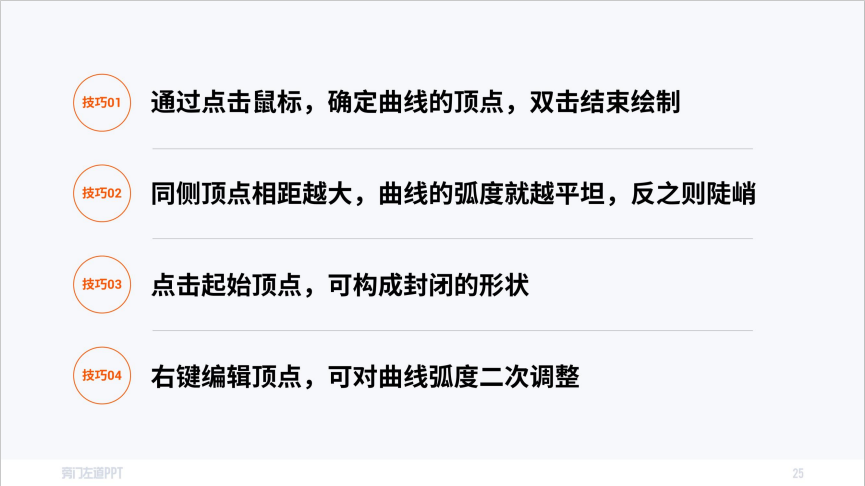 技巧01
通过点击鼠标，确定曲线的顶点，双击结束绘制
技巧02
同侧顶点相距越大，曲线的弧度就越平坦，反之则陡峭
技巧03
点击起始顶点，可构成封闭的形状
技巧04
右键编辑顶点，可对曲线弧度二次调整
旁门左道PPT
25